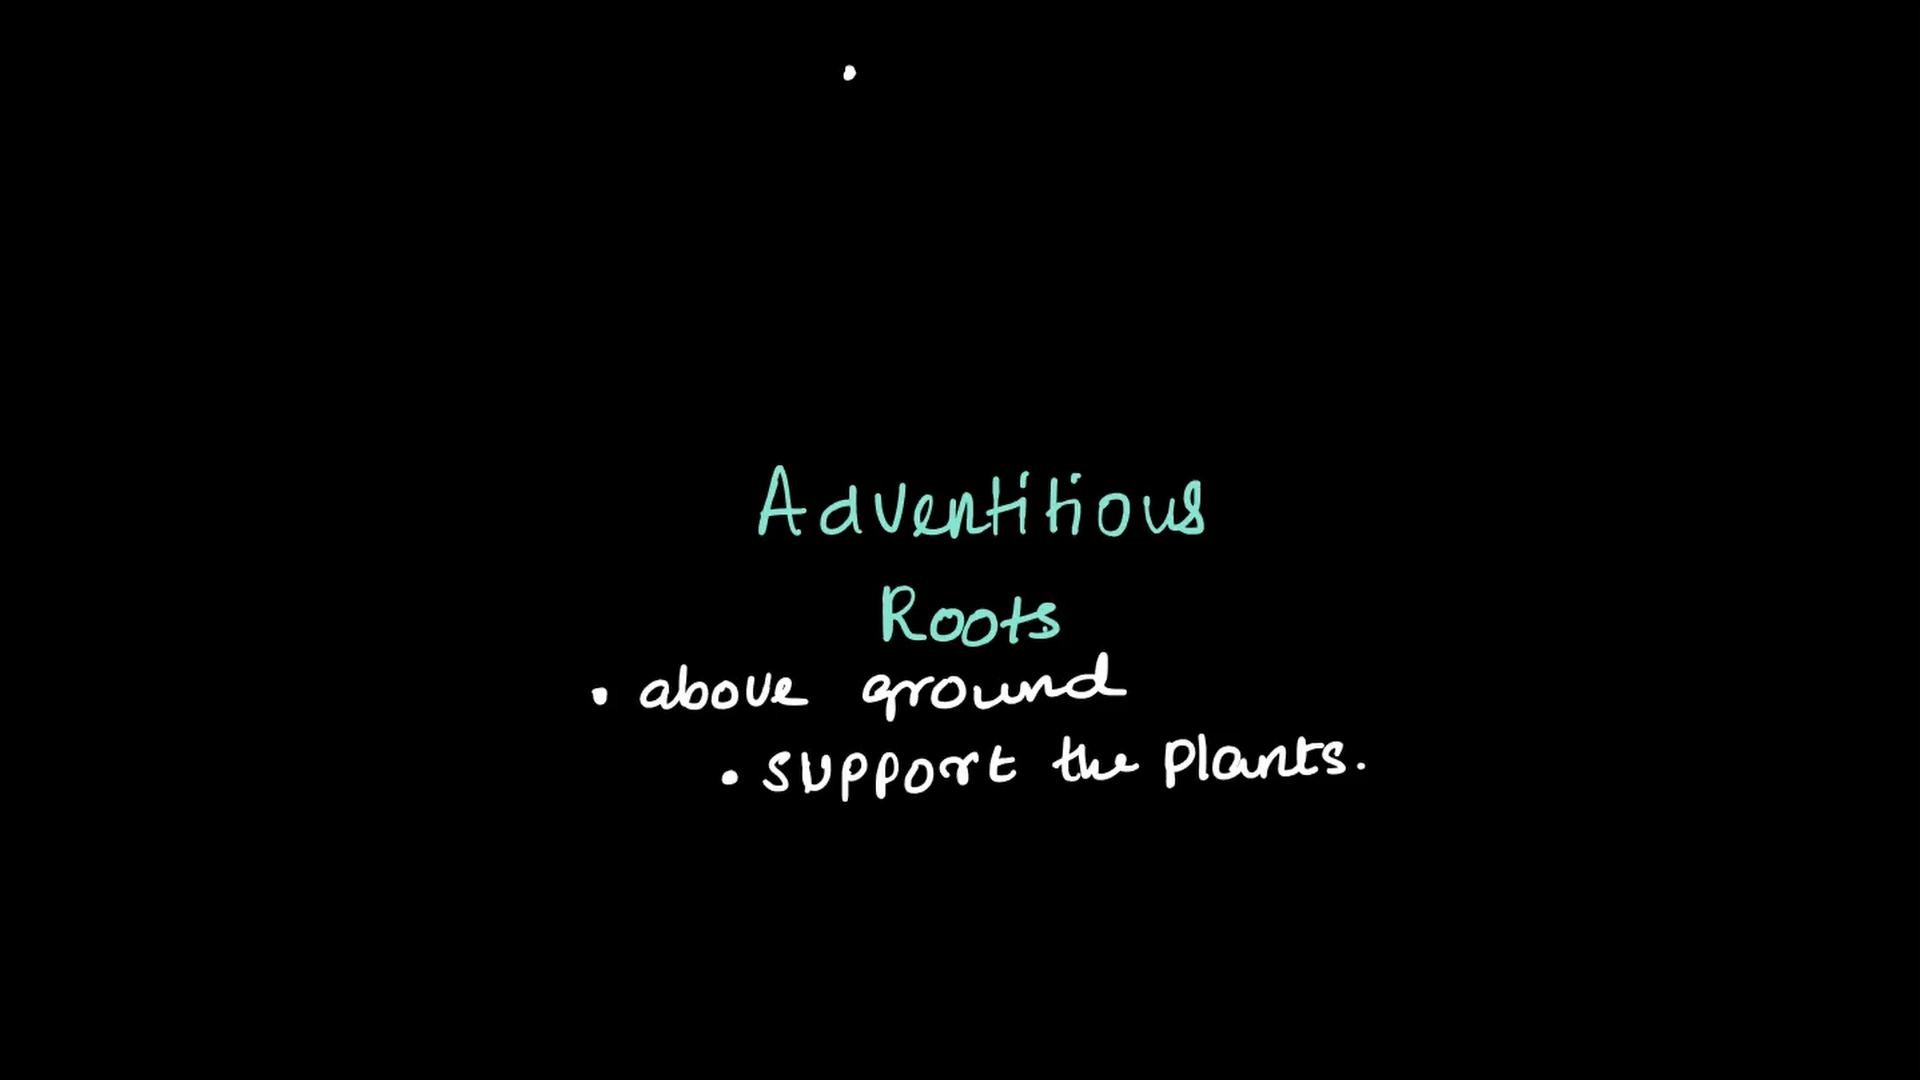 Adventitious
Roots
• above ground
• support the plants.